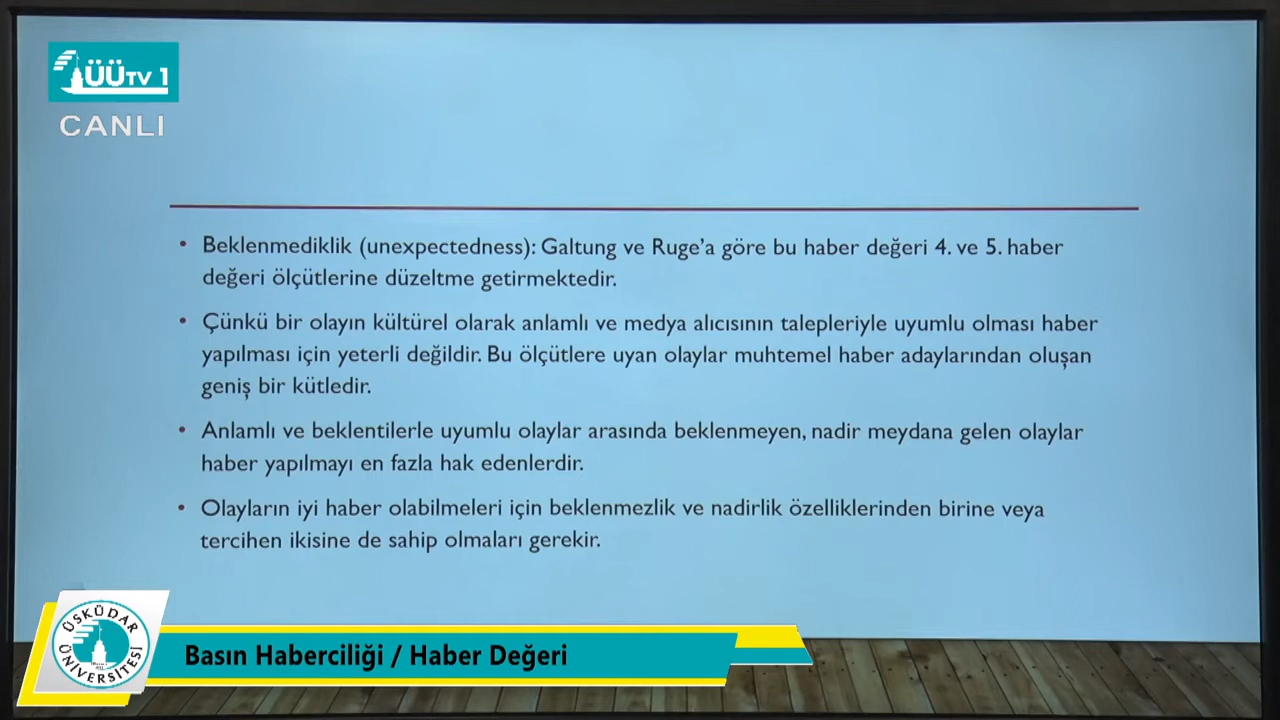 ÜÜTV 1
CANLI
• Beklenmediklik (unexpectedness): Galtung ve Ruge’a göre bu haber değeri 4. ve 5. haber
değeri ölçütlerine düzeltme getirmektedir.
• Çünkü bir olayın kültürel olarak anlamlı ve medya alıcısının talepleriyle uyumlu olması haber
yapılması için yeterli değildir. Bu ölçütlere uyan olaylar muhtemel haber adaylarından oluşan
geniş bir kütledir.
• Anlamlı ve beklentilerle uyumlu olaylar arasında beklenmeyen, nadir meydana gelen olaylar
haber yapılmayı en fazla hak edenlerdir.
• Olayların iyi haber olabilmeleri için beklenmezlik ve nadirlik özelliklerinden birine veya
tercihen ikisine de sahip olmaları gerekir.
ÜSKÜDAR
ÜNİVERSİTESİ
Basın Haberciliği / Haber Değeri